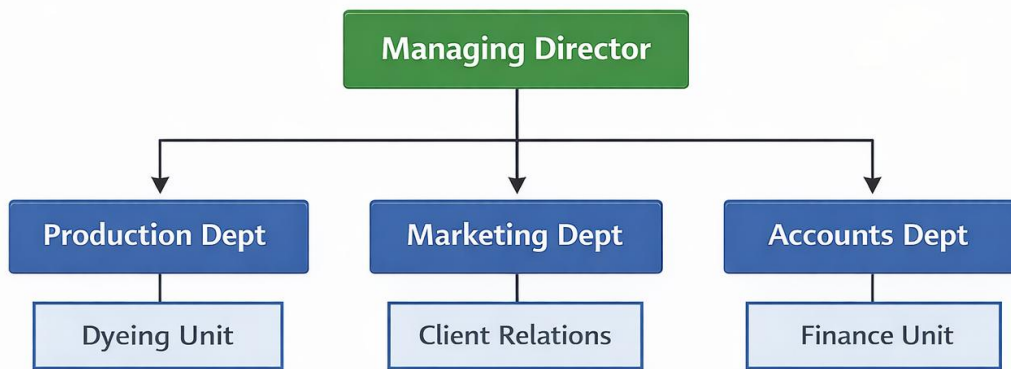 Managing Director
Production Dept
Marketing Dept
Accounts Dept
Dyeing Unit
Client Relations
Finance Unit